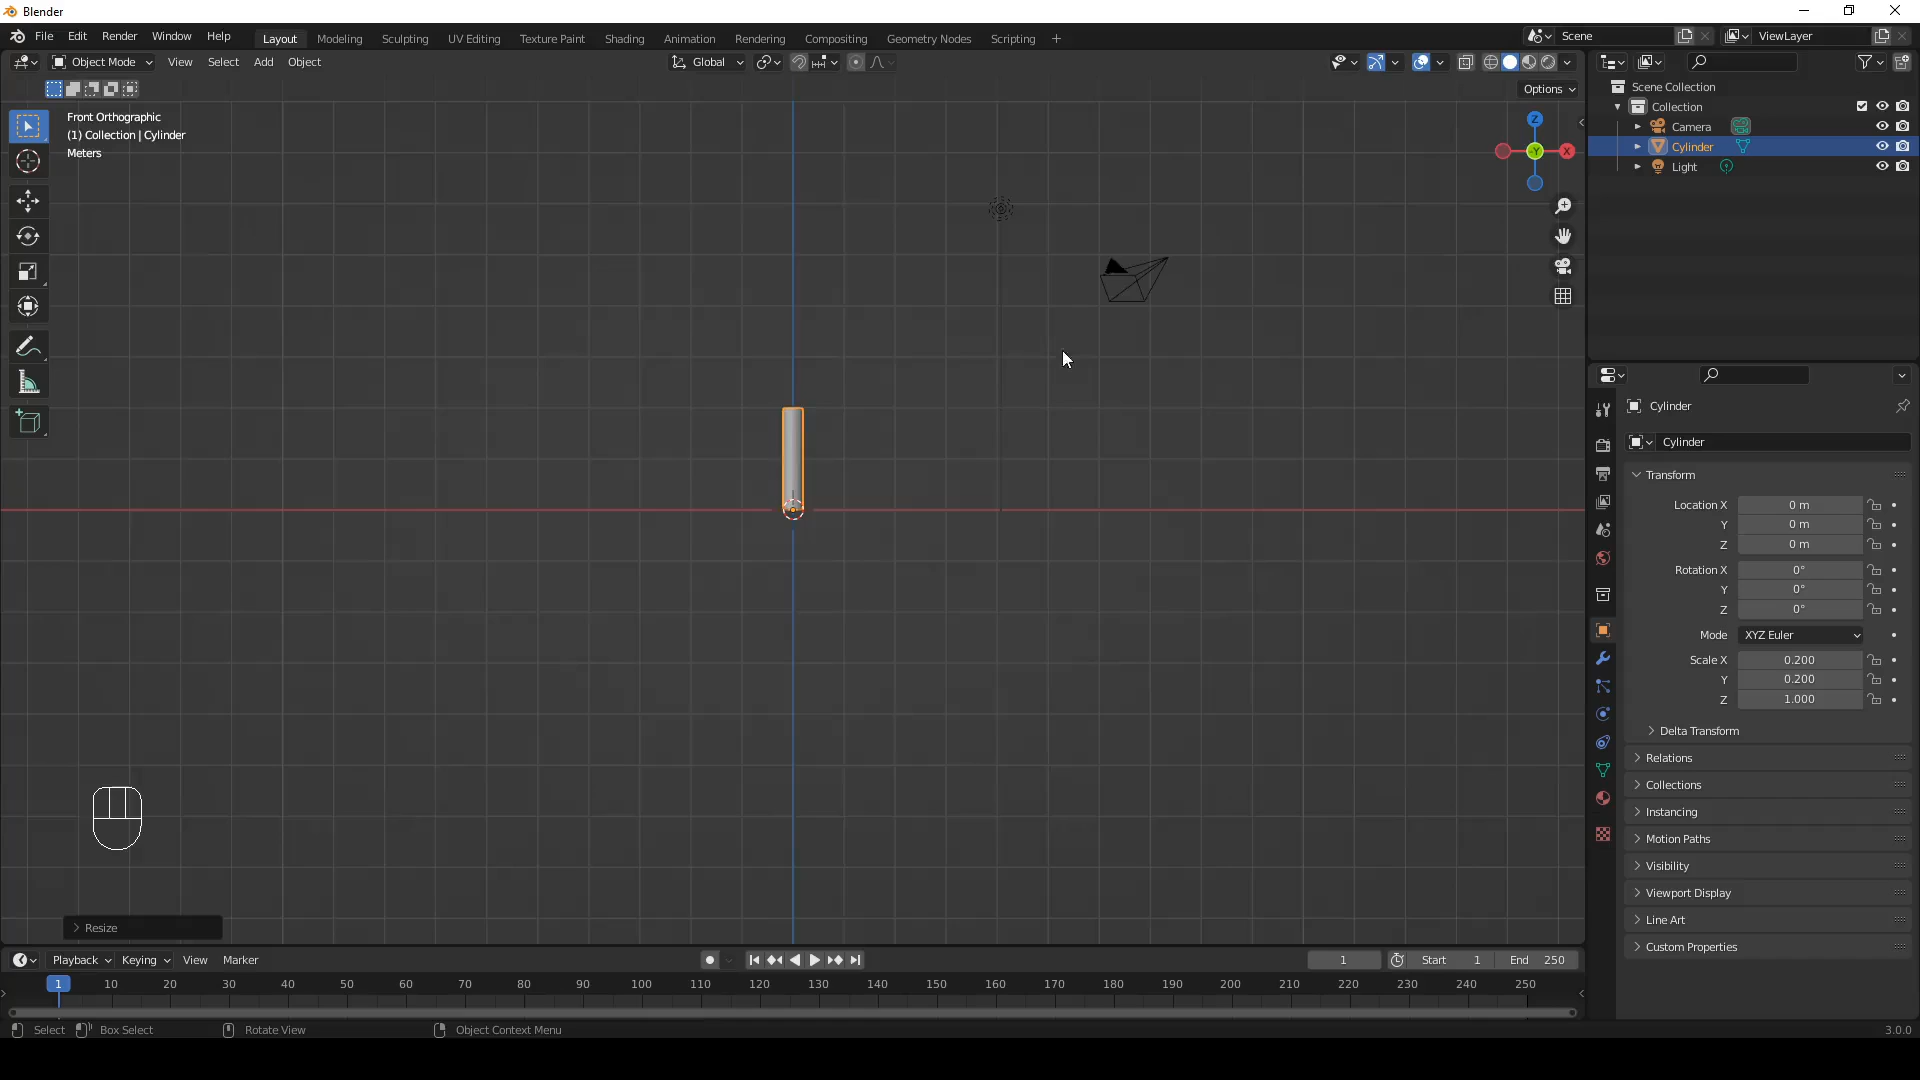 Blender
File Edit Render Window Help Layout Modeling Sculpting UV Editing Texture Paint Shading Animation Rendering Compositing Geometry Nodes Scripting + Scene ViewLayer
Object Mode View Select Add Object Global
Options
Front Orthographic
(1) Collection | Cylinder
Meters
Z
-Y
X
Scene Collection
Collection
Camera
Cylinder
Light
Cylinder
Cylinder
Transform
Location X 0 m
Y 0 m
Z 0 m
Rotation X 0°
Y 0°
Z 0°
Mode XYZ Euler
Scale X 0.200
Y 0.200
Z 1.000
Delta Transform
Relations
Collections
Instancing
Motion Paths
Visibility
Viewport Display
Line Art
Custom Properties
Resize
Playback Keying View Marker 1 Start 1 End 250
1 10 20 30 40 50 60 70 80 90 100 110 120 130 140 150 160 170 180 190 200 210 220 230 240 250
Select Box Select Rotate View Object Context Menu 3.0.0